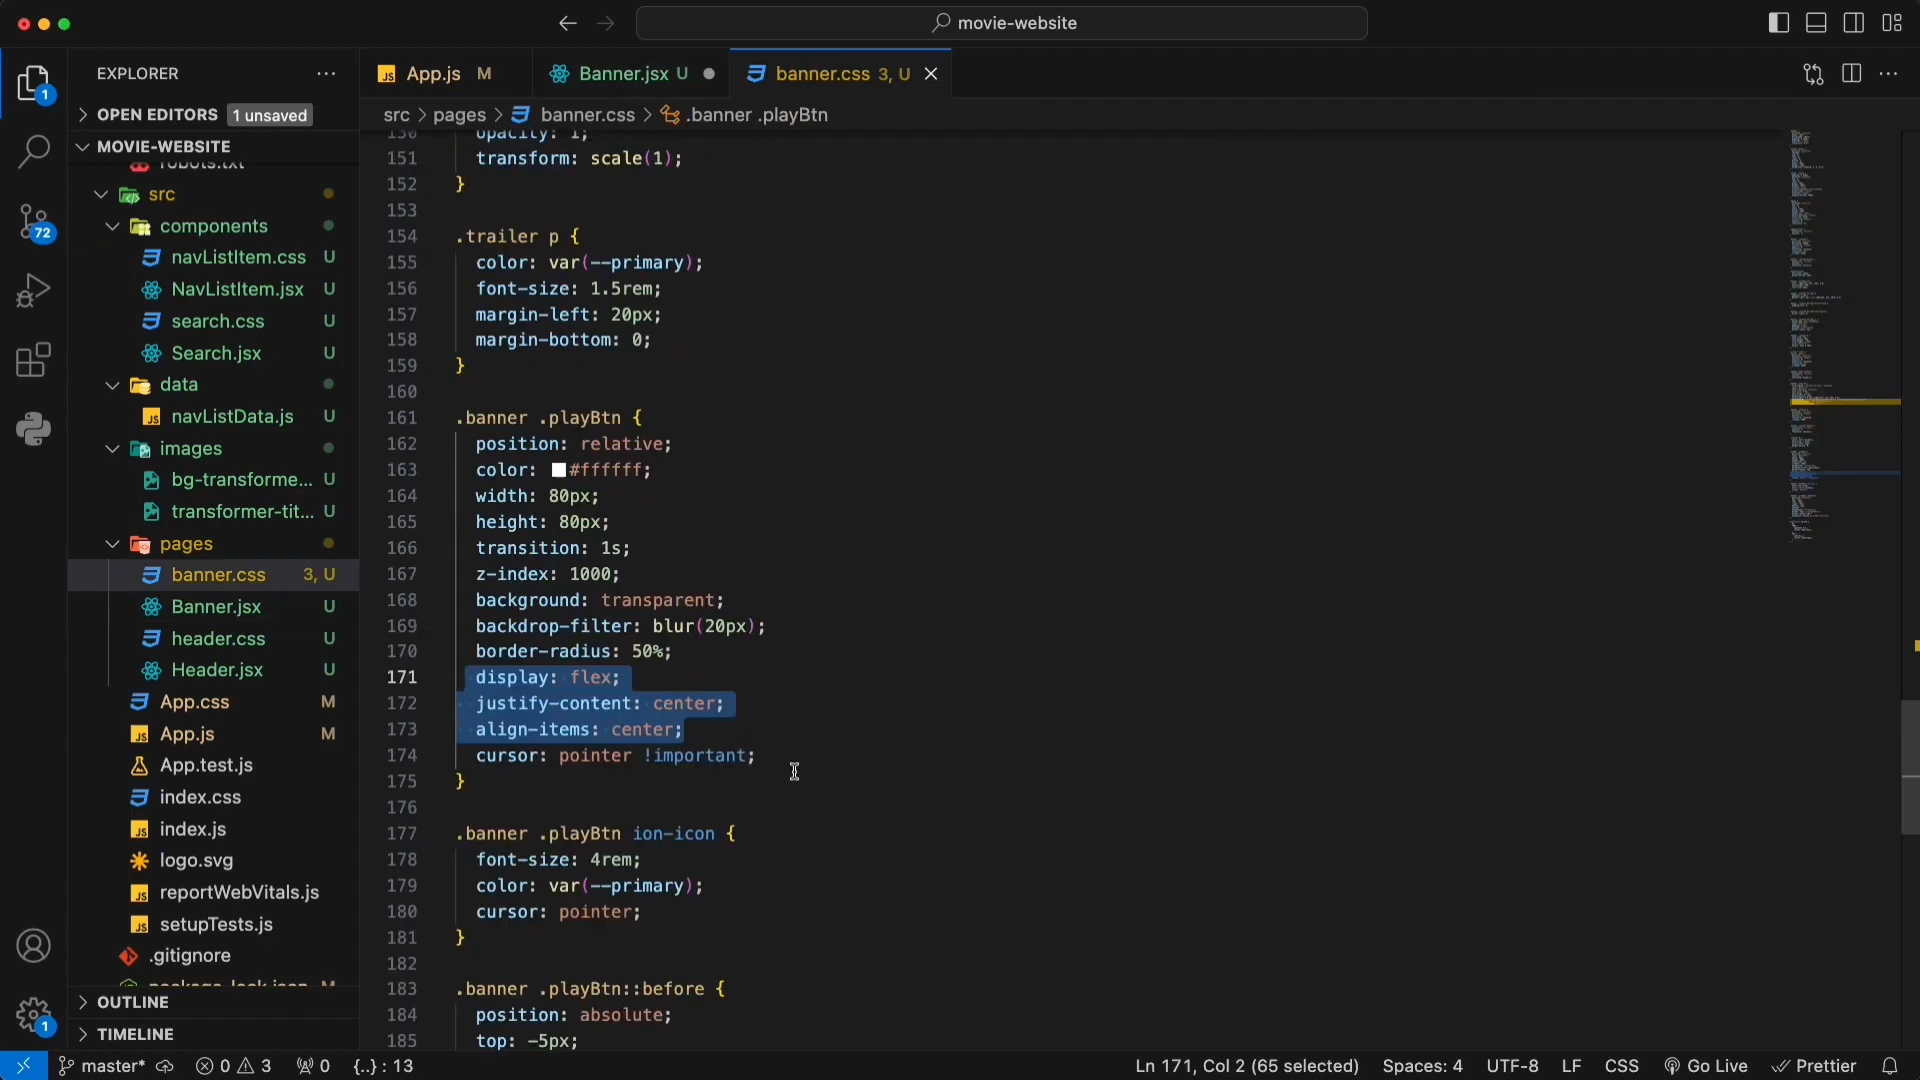 movie-website
EXPLORER
App.js M
Banner.jsx U
banner.css 3, U
1
OPEN EDITORS 1 unsaved
src > pages > banner.css > .banner .playBtn
MOVIE-WEBSITE
robots.txt
src
components
navListItem.css U
NavListItem.jsx U
search.css U
Search.jsx U
data
navListData.js U
images
bg-transforme... U
transformer-tit... U
pages
banner.css 3, U
Banner.jsx U
header.css U
Header.jsx U
App.css M
App.js M
App.test.js
index.css
index.js
logo.svg
reportWebVitals.js
setupTests.js
.gitignore
package-lock.json M
OUTLINE
TIMELINE
72
1
150 opacity: 1;
151 transform: scale(1);
152 }
153
154 .trailer p {
155 color: var(--primary);
156 font-size: 1.5rem;
157 margin-left: 20px;
158 margin-bottom: 0;
159 }
160
161 .banner .playBtn {
162 position: relative;
163 color: #ffffff;
164 width: 80px;
165 height: 80px;
166 transition: 1s;
167 z-index: 1000;
168 background: transparent;
169 backdrop-filter: blur(20px);
170 border-radius: 50%;
171 display: flex;
172 justify-content: center;
173 align-items: center;
174 cursor: pointer !important;
175 }
176
177 .banner .playBtn ion-icon {
178 font-size: 4rem;
179 color: var(--primary);
180 cursor: pointer;
181 }
182
183 .banner .playBtn::before {
184 position: absolute;
185 top: -5px;
master* 0 3 0 {..} : 13 Ln 171, Col 2 (65 selected) Spaces: 4 UTF-8 LF CSS Go Live Prettier